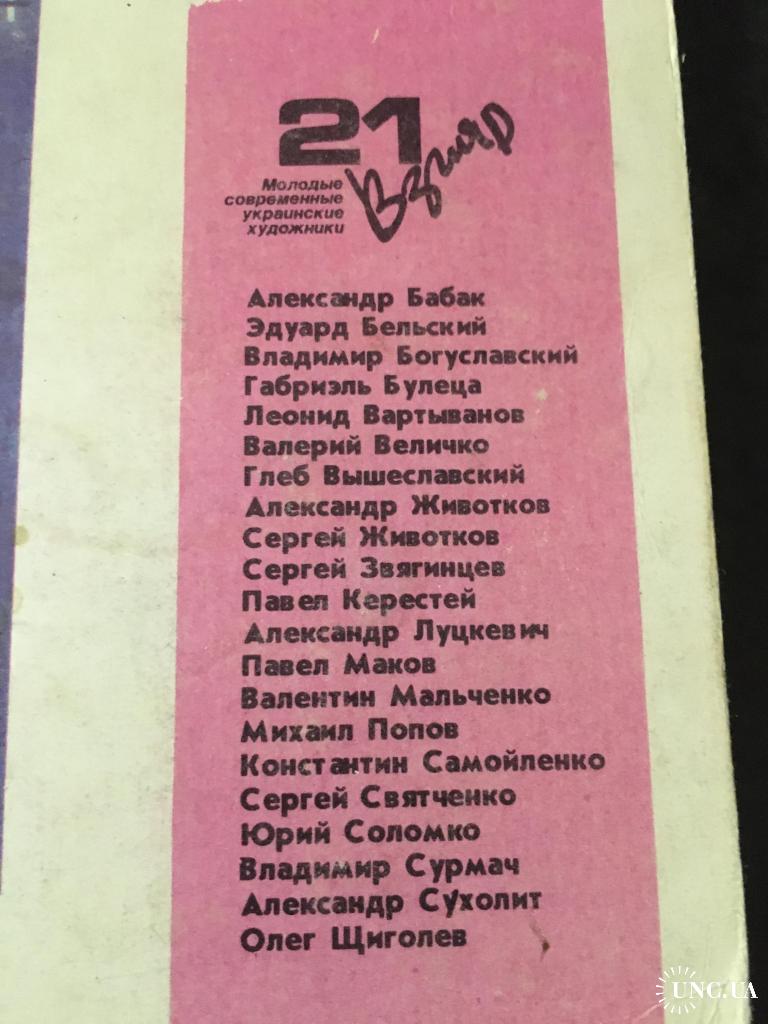 21
Взгляд
Молодые
современные
украинские
художники
Александр Бабак
Эдуард Бельский
Владимир Богуславский
Габриэль Булеца
Леонид Вартыванов
Валерий Величко
Глеб Вышеславский
Александр Животков
Сергей Животков
Сергей Звягинцев
Павел Керестей
Александр Луцкевич
Павел Маков
Валентин Мальченко
Михаил Попов
Константин Самойленко
Сергей Святченко
Юрий Соломко
Владимир Сурмач
Александр Сухолит
Олег Щиголев
UNC.UA